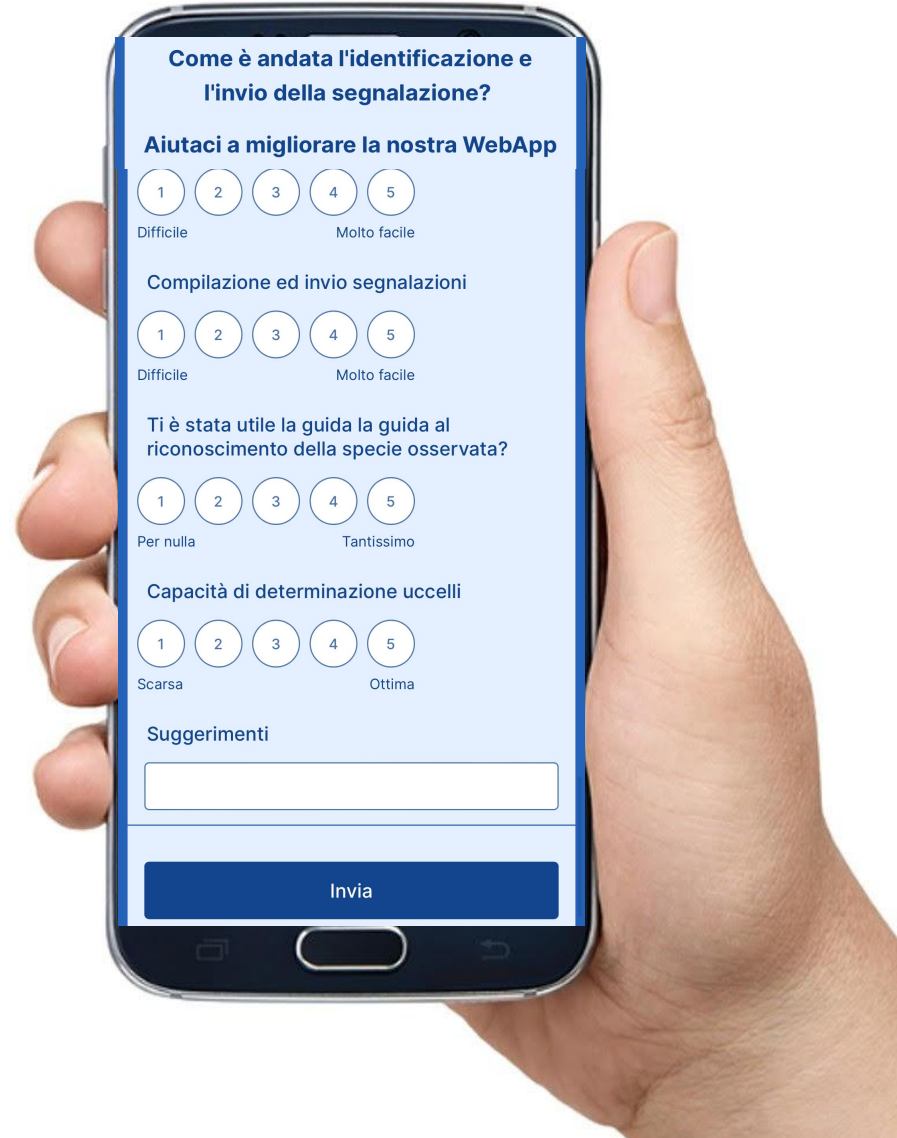 Come è andata l'identificazione e
l'invio della segnalazione?
Aiutaci a migliorare la nostra WebApp
1 2 3 4 5
Difficile Molto facile
Compilazione ed invio segnalazioni
1 2 3 4 5
Difficile Molto facile
Ti è stata utile la guida la guida al
riconoscimento della specie osservata?
1 2 3 4 5
Per nulla Tantissimo
Capacità di determinazione uccelli
1 2 3 4 5
Scarsa Ottima
Suggerimenti
Invia